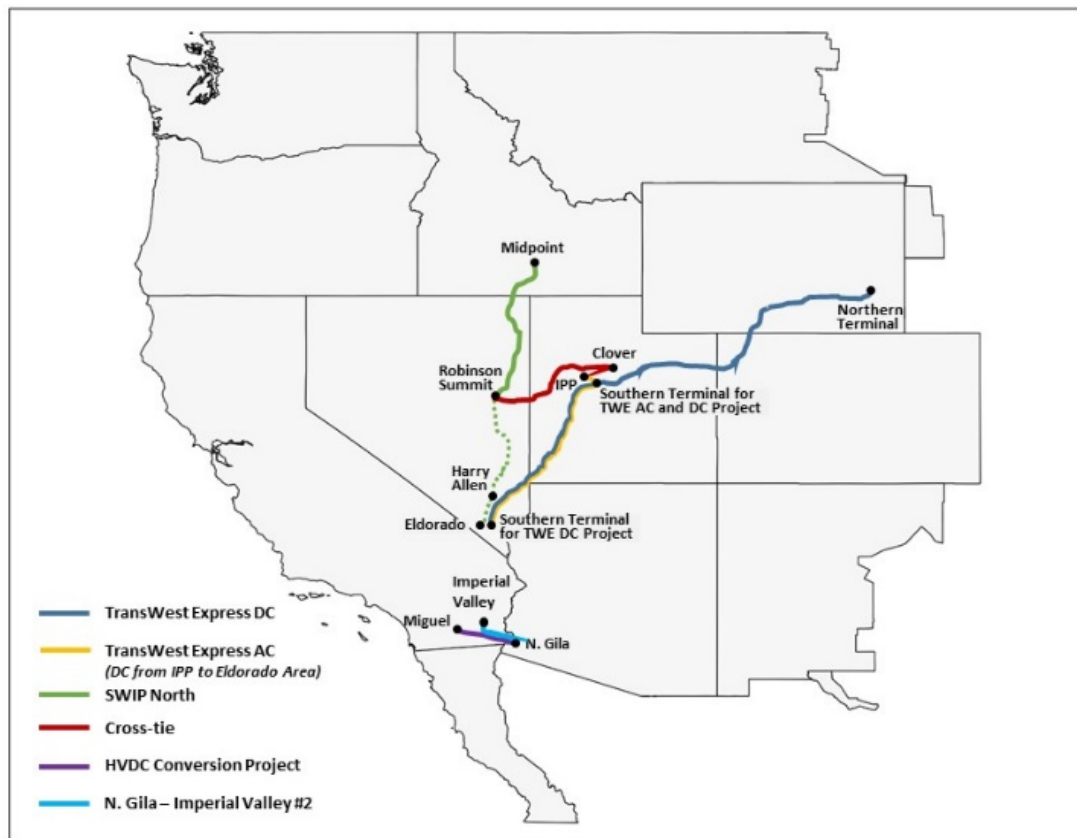 Midpoint
Northern
Terminal
Clover
Robinson
Summit
IPP
Southern Terminal for
TWE AC and DC Project
Harry
Allen
Eldorado
Southern Terminal
for TWE DC Project
Imperial
Valley
Miguel
N. Gila
TransWest Express DC
TransWest Express AC
(DC from IPP to Eldorado Area)
SWIP North
Cross-tie
HVDC Conversion Project
N. Gila – Imperial Valley #2